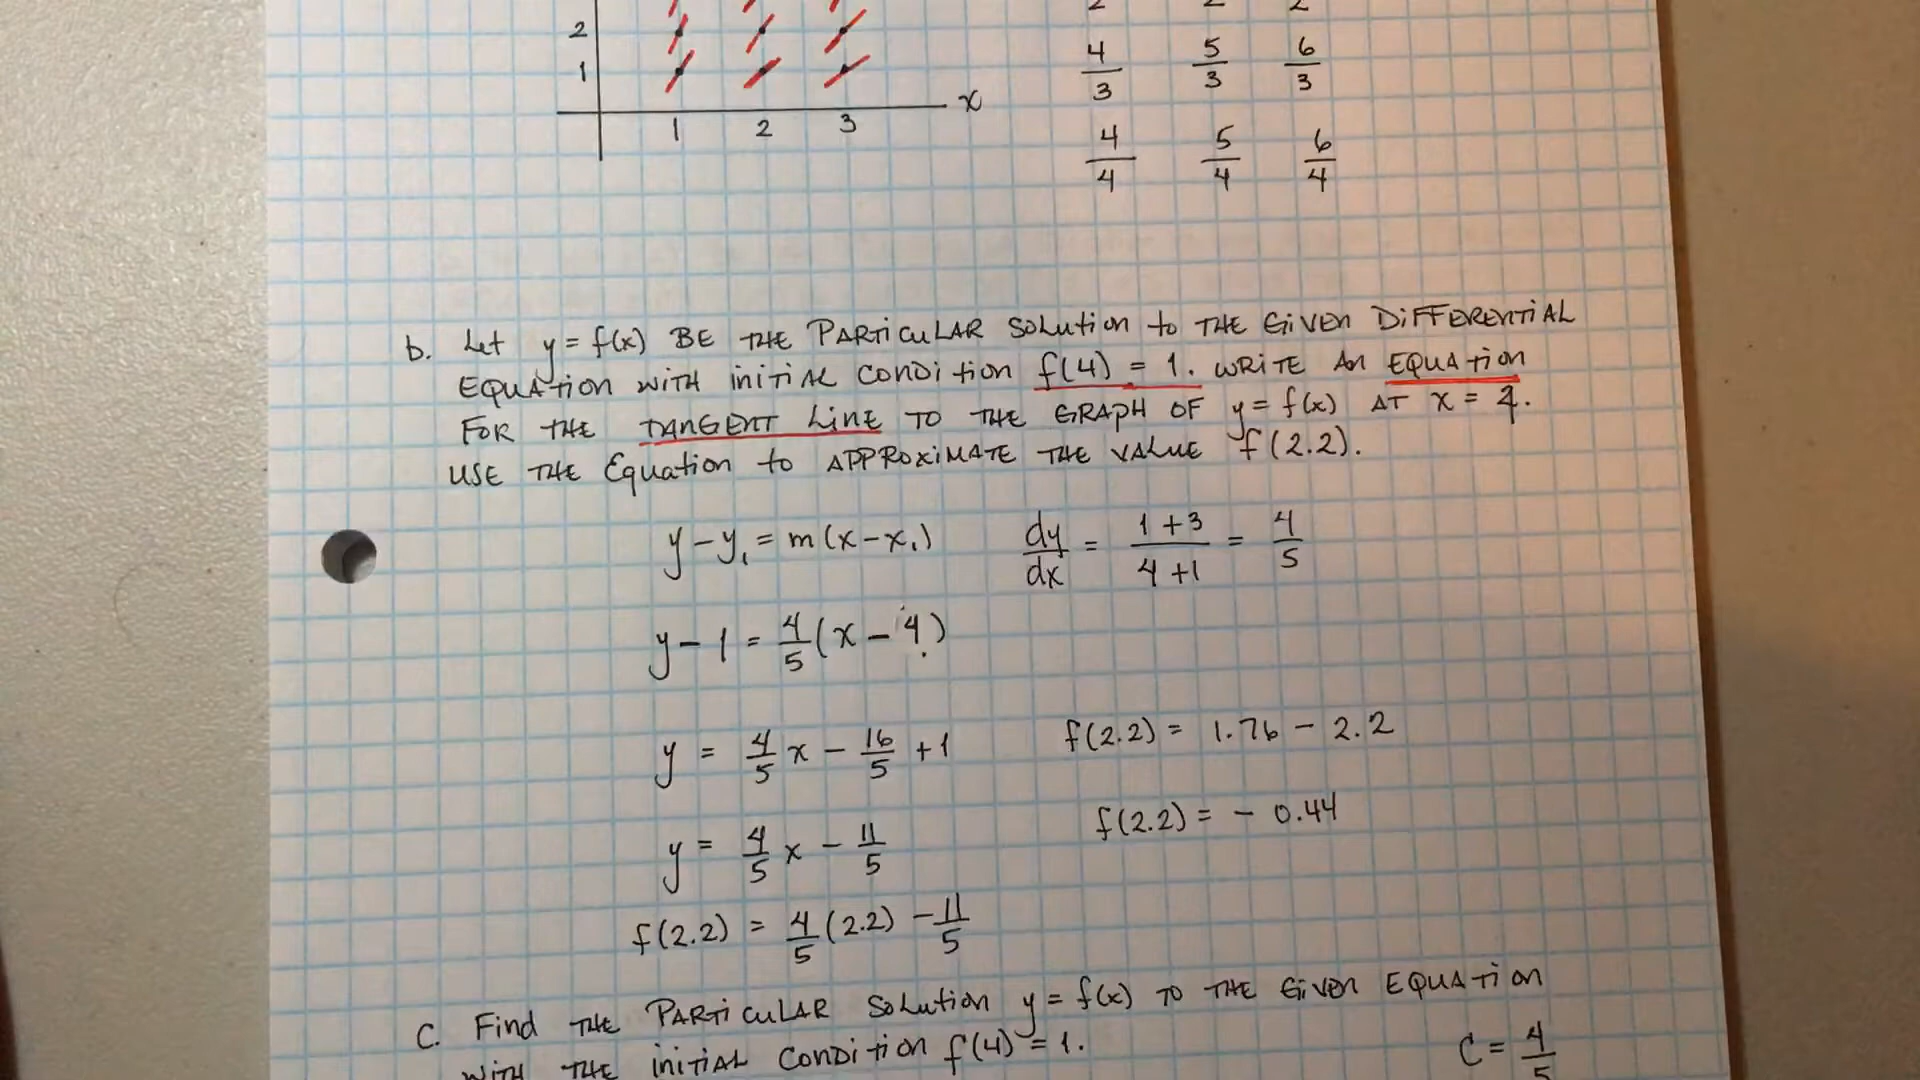 2
1
x
1 2 3
4/3 5/3 6/3
4/4 5/4 6/4
b. Let y = f(x) BE THE PARTICULAR SOLUTION to THE GIVEN DIFFERENTIAL
EQUATION WITH INITIAL CONDITION f(4) = 1. WRITE AN EQUATION
FOR THE TANGENT LINE TO THE GRAPH OF y = f(x) AT x = 4.
USE THE Equation to APPROXIMATE THE VALUE f(2.2).
y - y₁ = m(x - x₁) dy/dx = (1+3)/(4+1) = 4/5
y - 1 = 4/5 (x - 4)
y = 4/5 x - 16/5 + 1 f(2.2) = 1.76 - 2.2
y = 4/5 x - 11/5 f(2.2) = - 0.44
f(2.2) = 4/5 (2.2) - 11/5
C. Find THE PARTICULAR SOLUTION y = f(x) TO THE GIVEN EQUATION
WITH THE INITIAL CONDITION f(4) = 1. C = 4/5